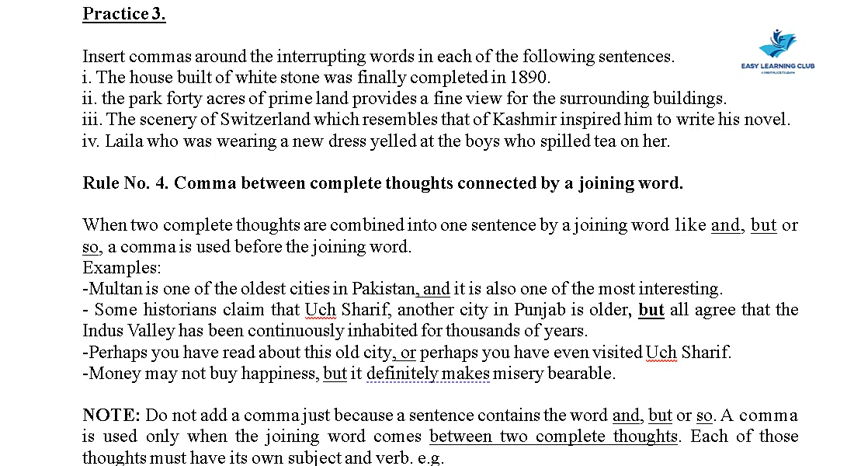 Practice 3.
EASY LEARNING CLUB
Insert commas around the interrupting words in each of the following sentences.
i. The house built of white stone was finally completed in 1890.
ii. the park forty acres of prime land provides a fine view for the surrounding buildings.
iii. The scenery of Switzerland which resembles that of Kashmir inspired him to write his novel.
iv. Laila who was wearing a new dress yelled at the boys who spilled tea on her.
Rule No. 4. Comma between complete thoughts connected by a joining word.
When two complete thoughts are combined into one sentence by a joining word like and, but or
so, a comma is used before the joining word.
Examples:
-Multan is one of the oldest cities in Pakistan, and it is also one of the most interesting.
- Some historians claim that Uch Sharif, another city in Punjab is older, but all agree that the
Indus Valley has been continuously inhabited for thousands of years.
-Perhaps you have read about this old city, or perhaps you have even visited Uch Sharif.
-Money may not buy happiness, but it definitely makes misery bearable.
NOTE: Do not add a comma just because a sentence contains the word and, but or so. A comma
is used only when the joining word comes between two complete thoughts. Each of those
thoughts must have its own subject and verb. e.g.